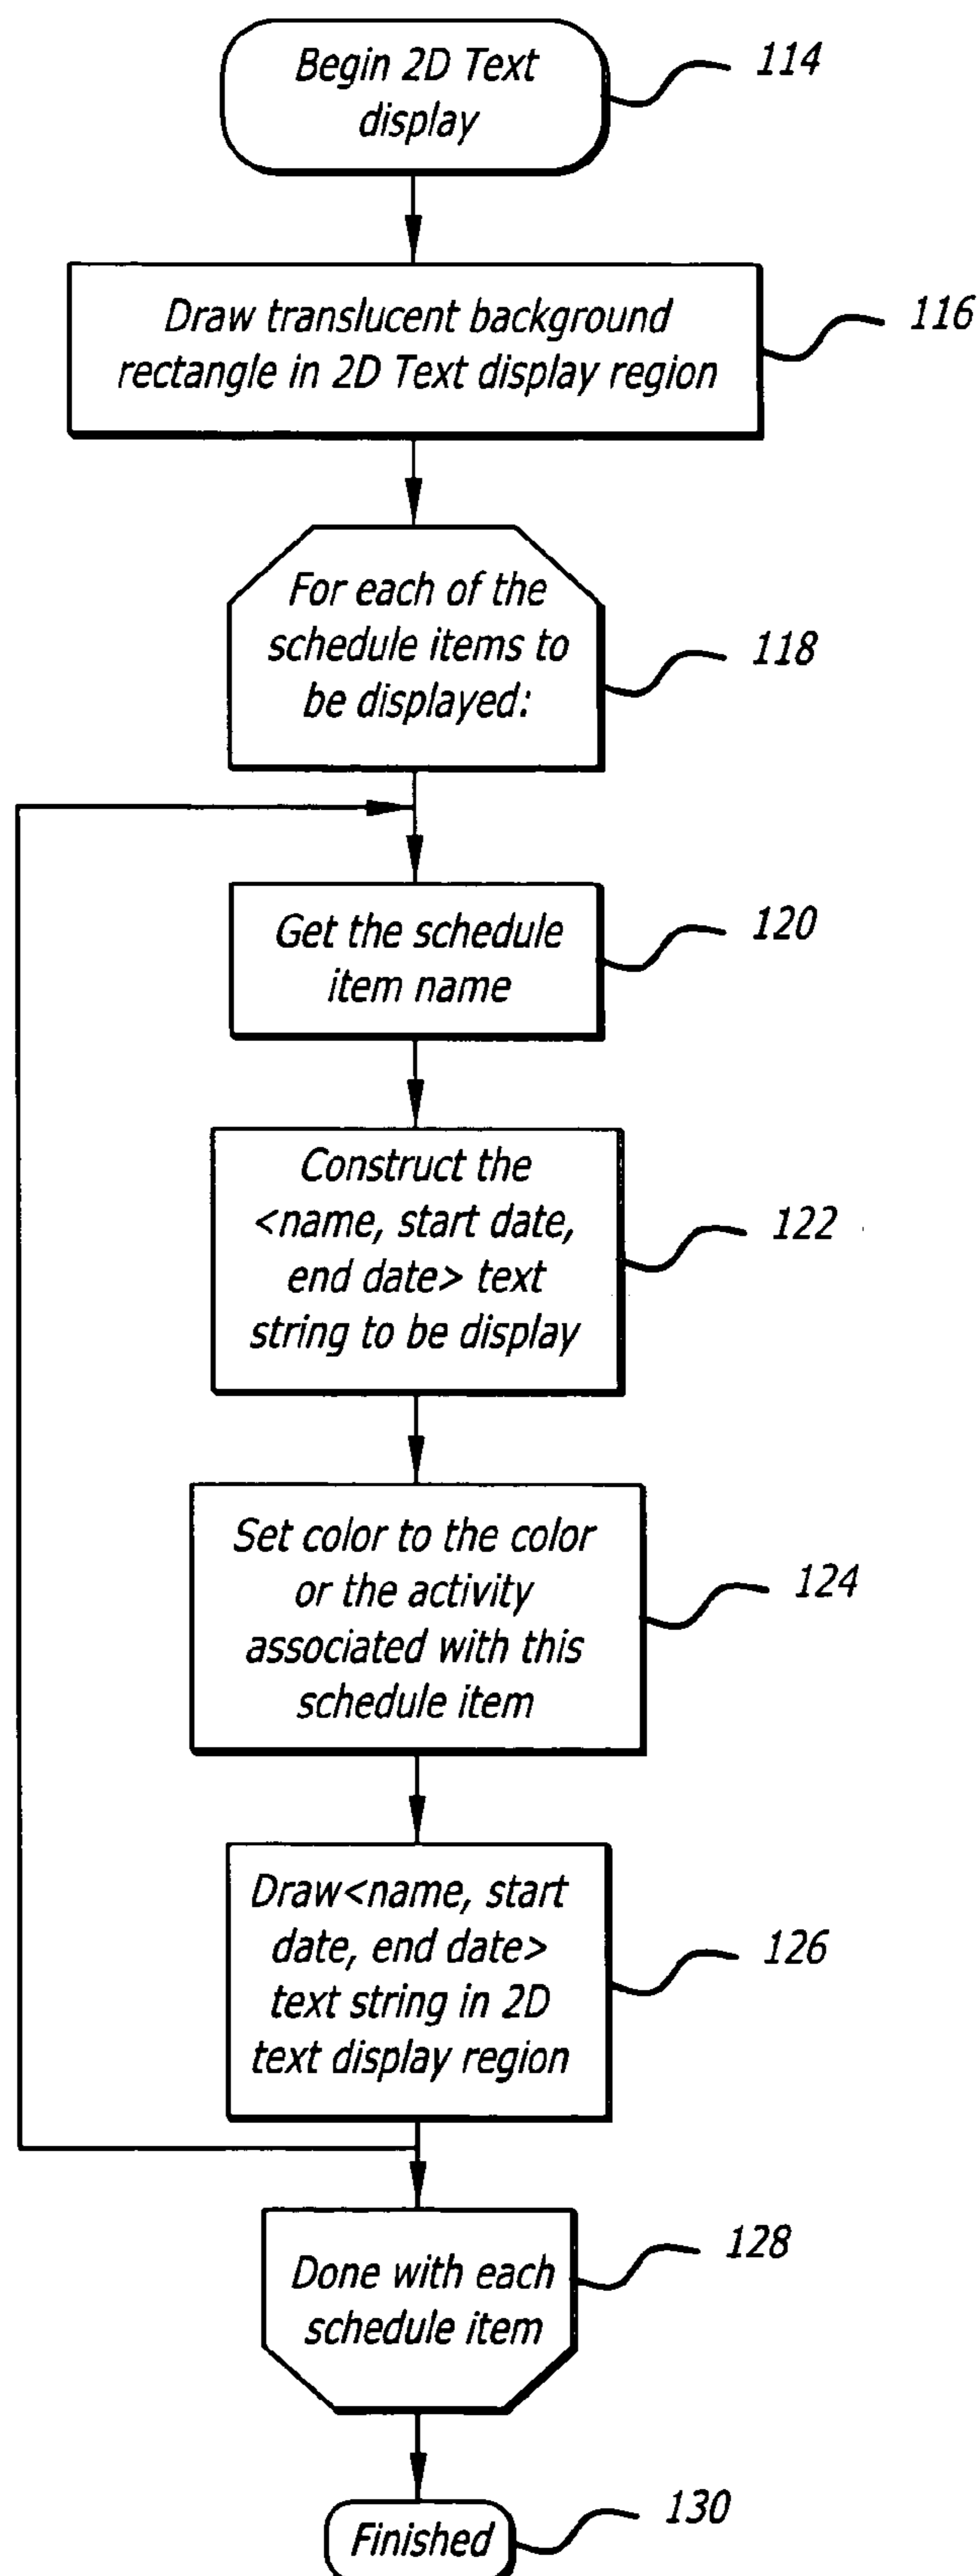 Begin 2D Text
display
114
Draw translucent background
rectangle in 2D Text display region
116
For each of the
schedule items to
be displayed:
118
Get the schedule
item name
120
Construct the
<name, start date,
end date> text
string to be display
122
Set color to the color
or the activity
associated with this
schedule item
124
Draw<name, start
date, end date>
text string in 2D
text display region
126
Done with each
schedule item
128
Finished
130